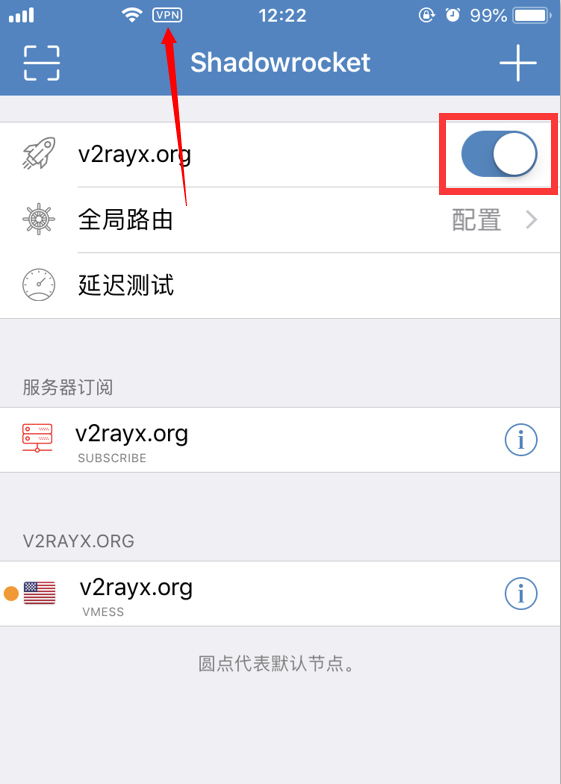 VPN
12:22
99%
Shadowrocket
v2rayx.org
全局路由
配置
延迟测试
服务器订阅
v2rayx.org
SUBSCRIBE
V2RAYX.ORG
v2rayx.org
VMESS
圆点代表默认节点。